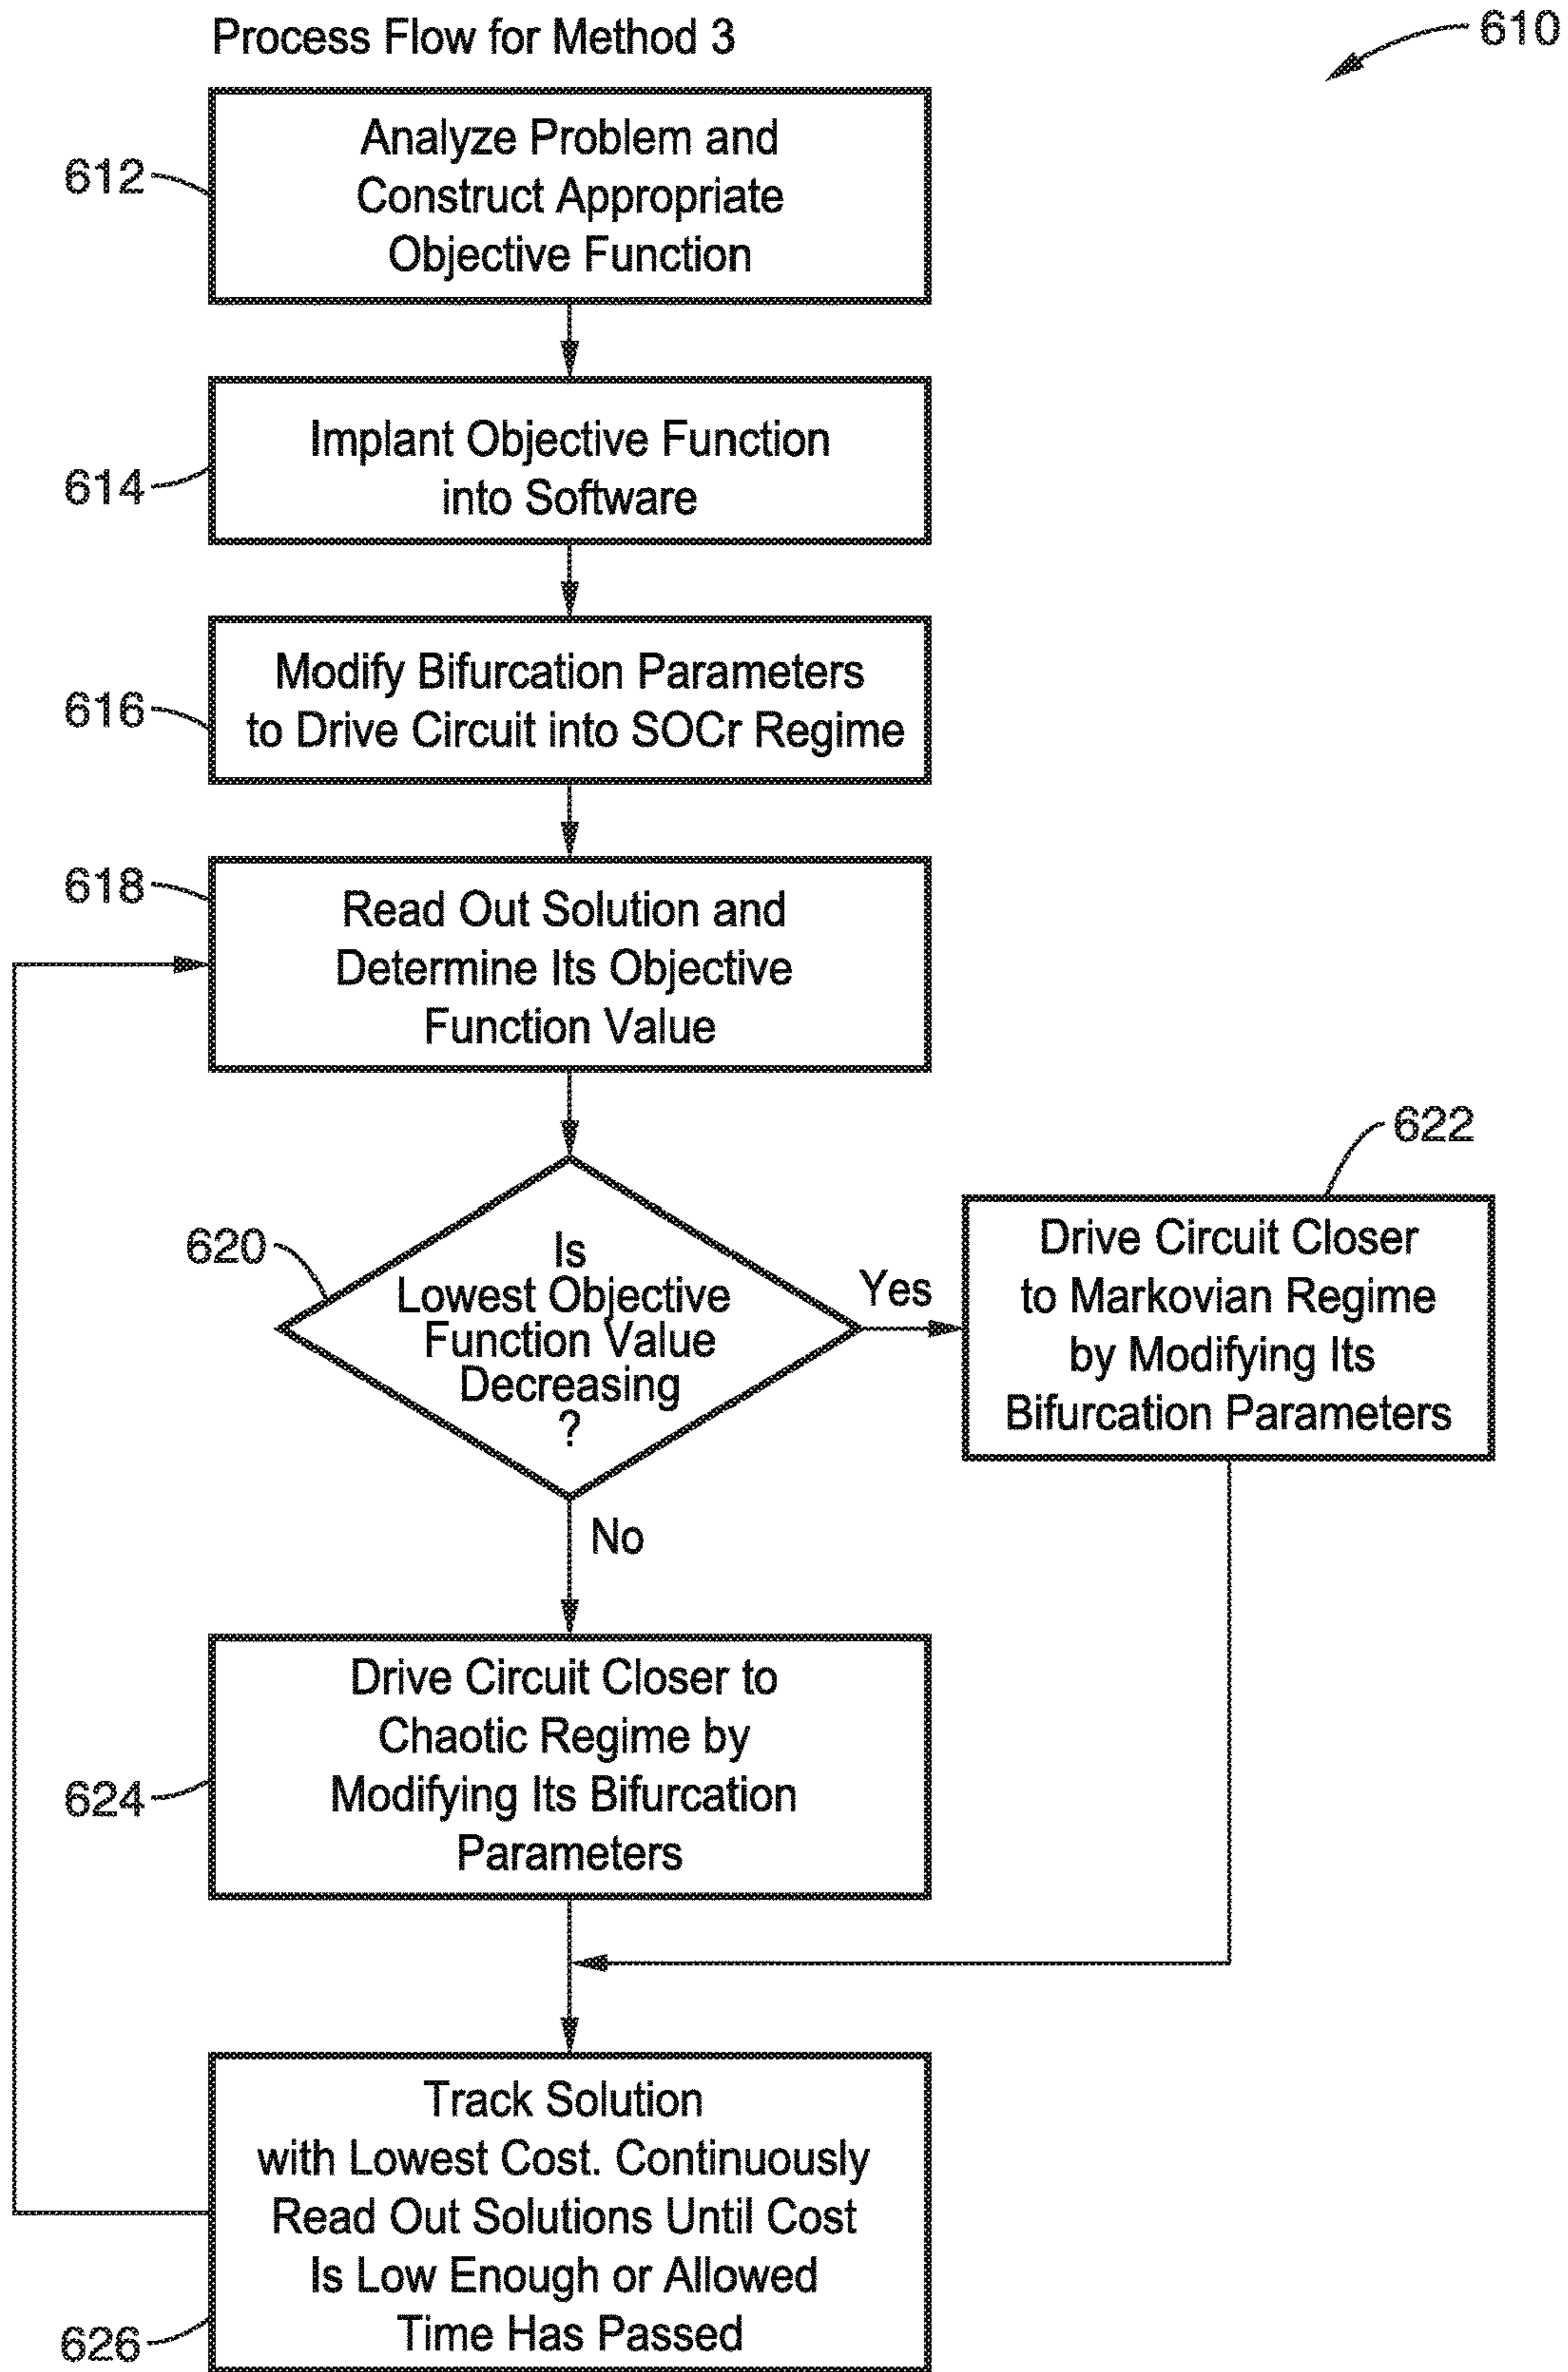 Process Flow for Method 3
610
612
Analyze Problem and
Construct Appropriate
Objective Function
614
Implant Objective Function
into Software
616
Modify Bifurcation Parameters
to Drive Circuit into SOCr Regime
618
Read Out Solution and
Determine Its Objective
Function Value
620
Is
Lowest Objective
Function Value
Decreasing
?
Yes
622
Drive Circuit Closer
to Markovian Regime
by Modifying Its
Bifurcation Parameters
No
624
Drive Circuit Closer to
Chaotic Regime by
Modifying Its Bifurcation
Parameters
626
Track Solution
with Lowest Cost. Continuously
Read Out Solutions Until Cost
Is Low Enough or Allowed
Time Has Passed